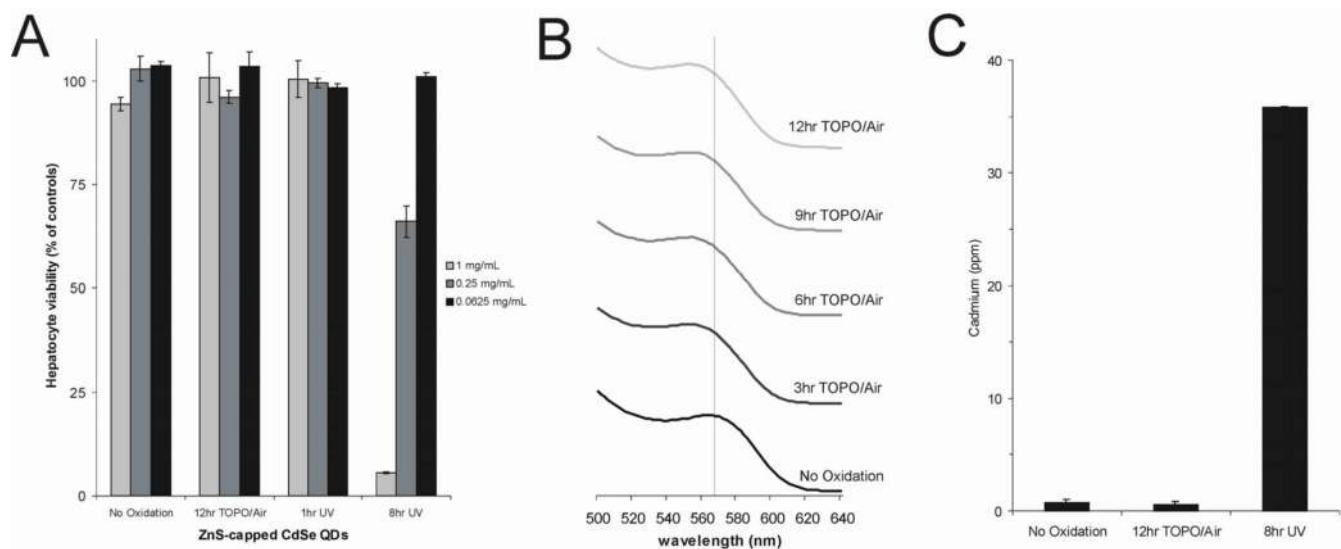 A
Hepatocyte viability (% of controls)
100
75
50
25
0
No Oxidation
12hr TOPO/Air
1hr UV
8hr UV
ZnS-capped CdSe QDs
1 mg/mL
0.25 mg/mL
0.0625 mg/mL
B
12hr TOPO/Air
9hr TOPO/Air
6hr TOPO/Air
3hr TOPO/Air
No Oxidation
500 520 540 560 580 600 620 640
wavelength (nm)
C
Cadmium (ppm)
40
30
20
10
0
No Oxidation
12hr TOPO/Air
8hr UV